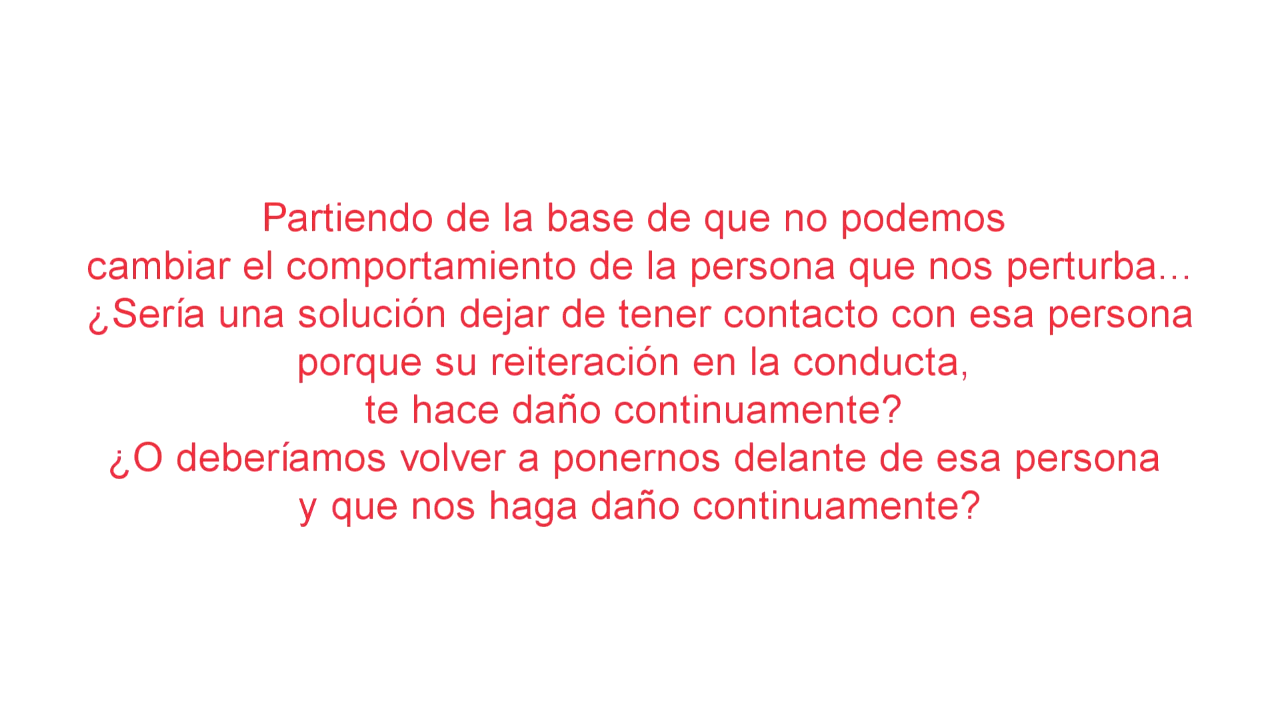 Partiendo de la base de que no podemos
cambiar el comportamiento de la persona que nos perturba...
¿Sería una solución dejar de tener contacto con esa persona
porque su reiteración en la conducta,
te hace daño continuamente?
¿O deberíamos volver a ponernos delante de esa persona
y que nos haga daño continuamente?